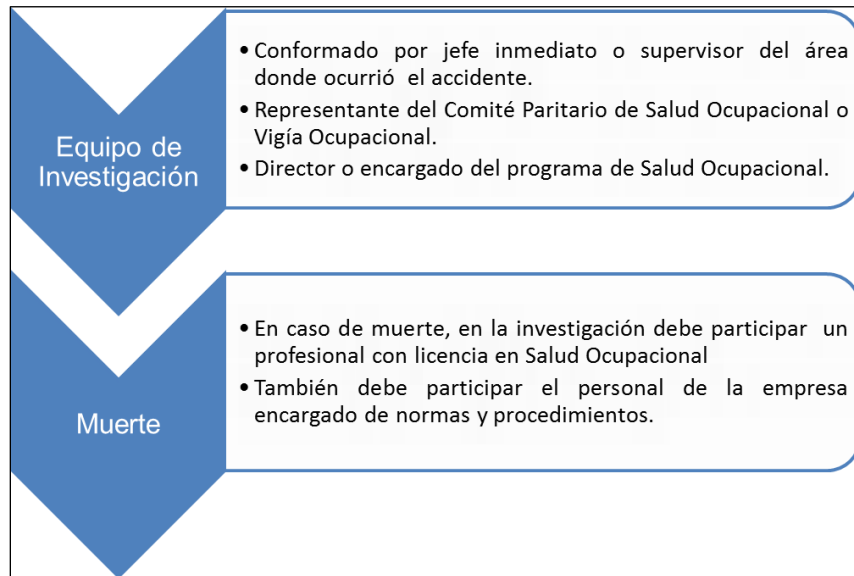 Equipo de
Investigación
• Conformado por jefe inmediato o supervisor del área
donde ocurrió el accidente.
• Representante del Comité Paritario de Salud Ocupacional o
Vigía Ocupacional.
• Director o encargado del programa de Salud Ocupacional.
Muerte
• En caso de muerte, en la investigación debe participar un
profesional con licencia en Salud Ocupacional
• También debe participar el personal de la empresa
encargado de normas y procedimientos.